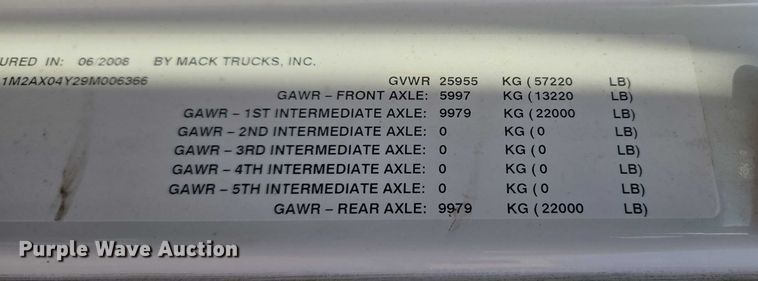 URED IN: 06/2008 BY MACK TRUCKS, INC.
1M2AX04Y29M006366 GVWR 25955 KG ( 57220 LB)
GAWR – FRONT AXLE: 5997 KG ( 13220 LB)
GAWR – 1ST INTERMEDIATE AXLE: 9979 KG ( 22000 LB)
GAWR – 2ND INTERMEDIATE AXLE: 0 KG ( 0 LB)
GAWR – 3RD INTERMEDIATE AXLE: 0 KG ( 0 LB)
GAWR – 4TH INTERMEDIATE AXLE: 0 KG ( 0 LB)
GAWR – 5TH INTERMEDIATE AXLE: 0 KG ( 0 LB)
GAWR – REAR AXLE: 9979 KG ( 22000 LB)
Purple Wave Auction